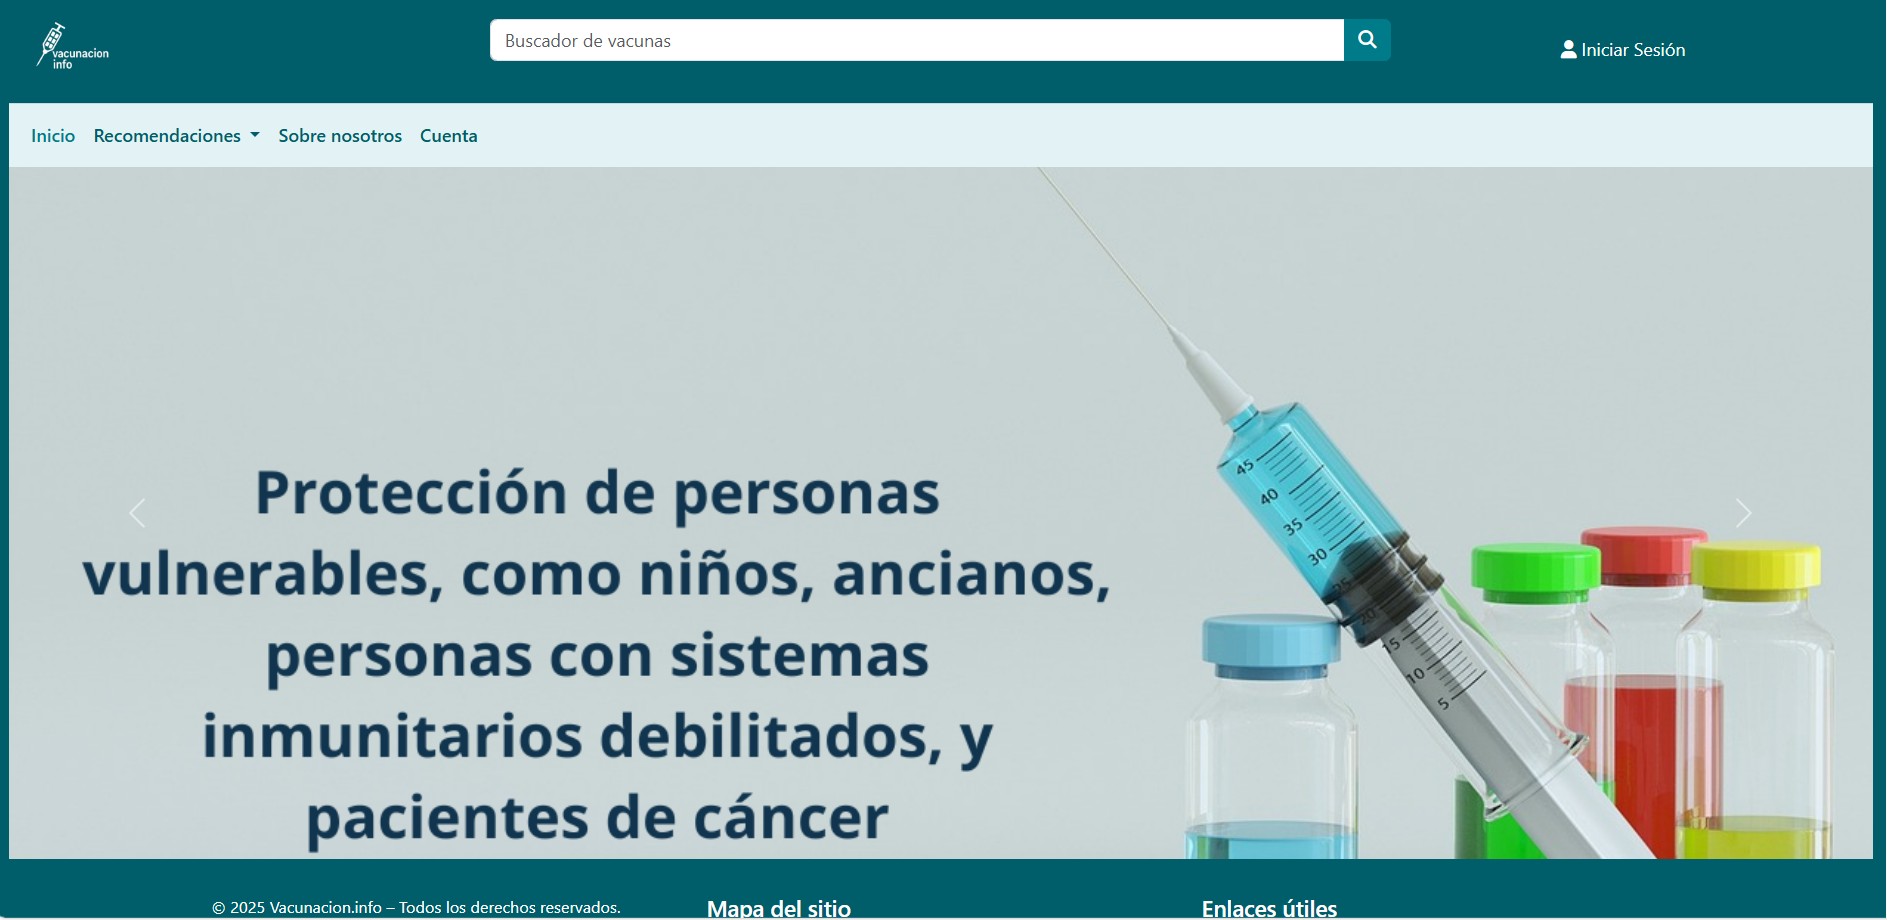 vacunacion
info
Buscador de vacunas
Iniciar Sesión
Inicio Recomendaciones Sobre nosotros Cuenta
Protección de personas
vulnerables, como niños, ancianos,
personas con sistemas
inmunitarios debilitados, y
pacientes de cáncer
45
40
35
30
25
20
15
10
5
© 2025 Vacunacion.info – Todos los derechos reservados.
Mapa del sitio
Enlaces útiles